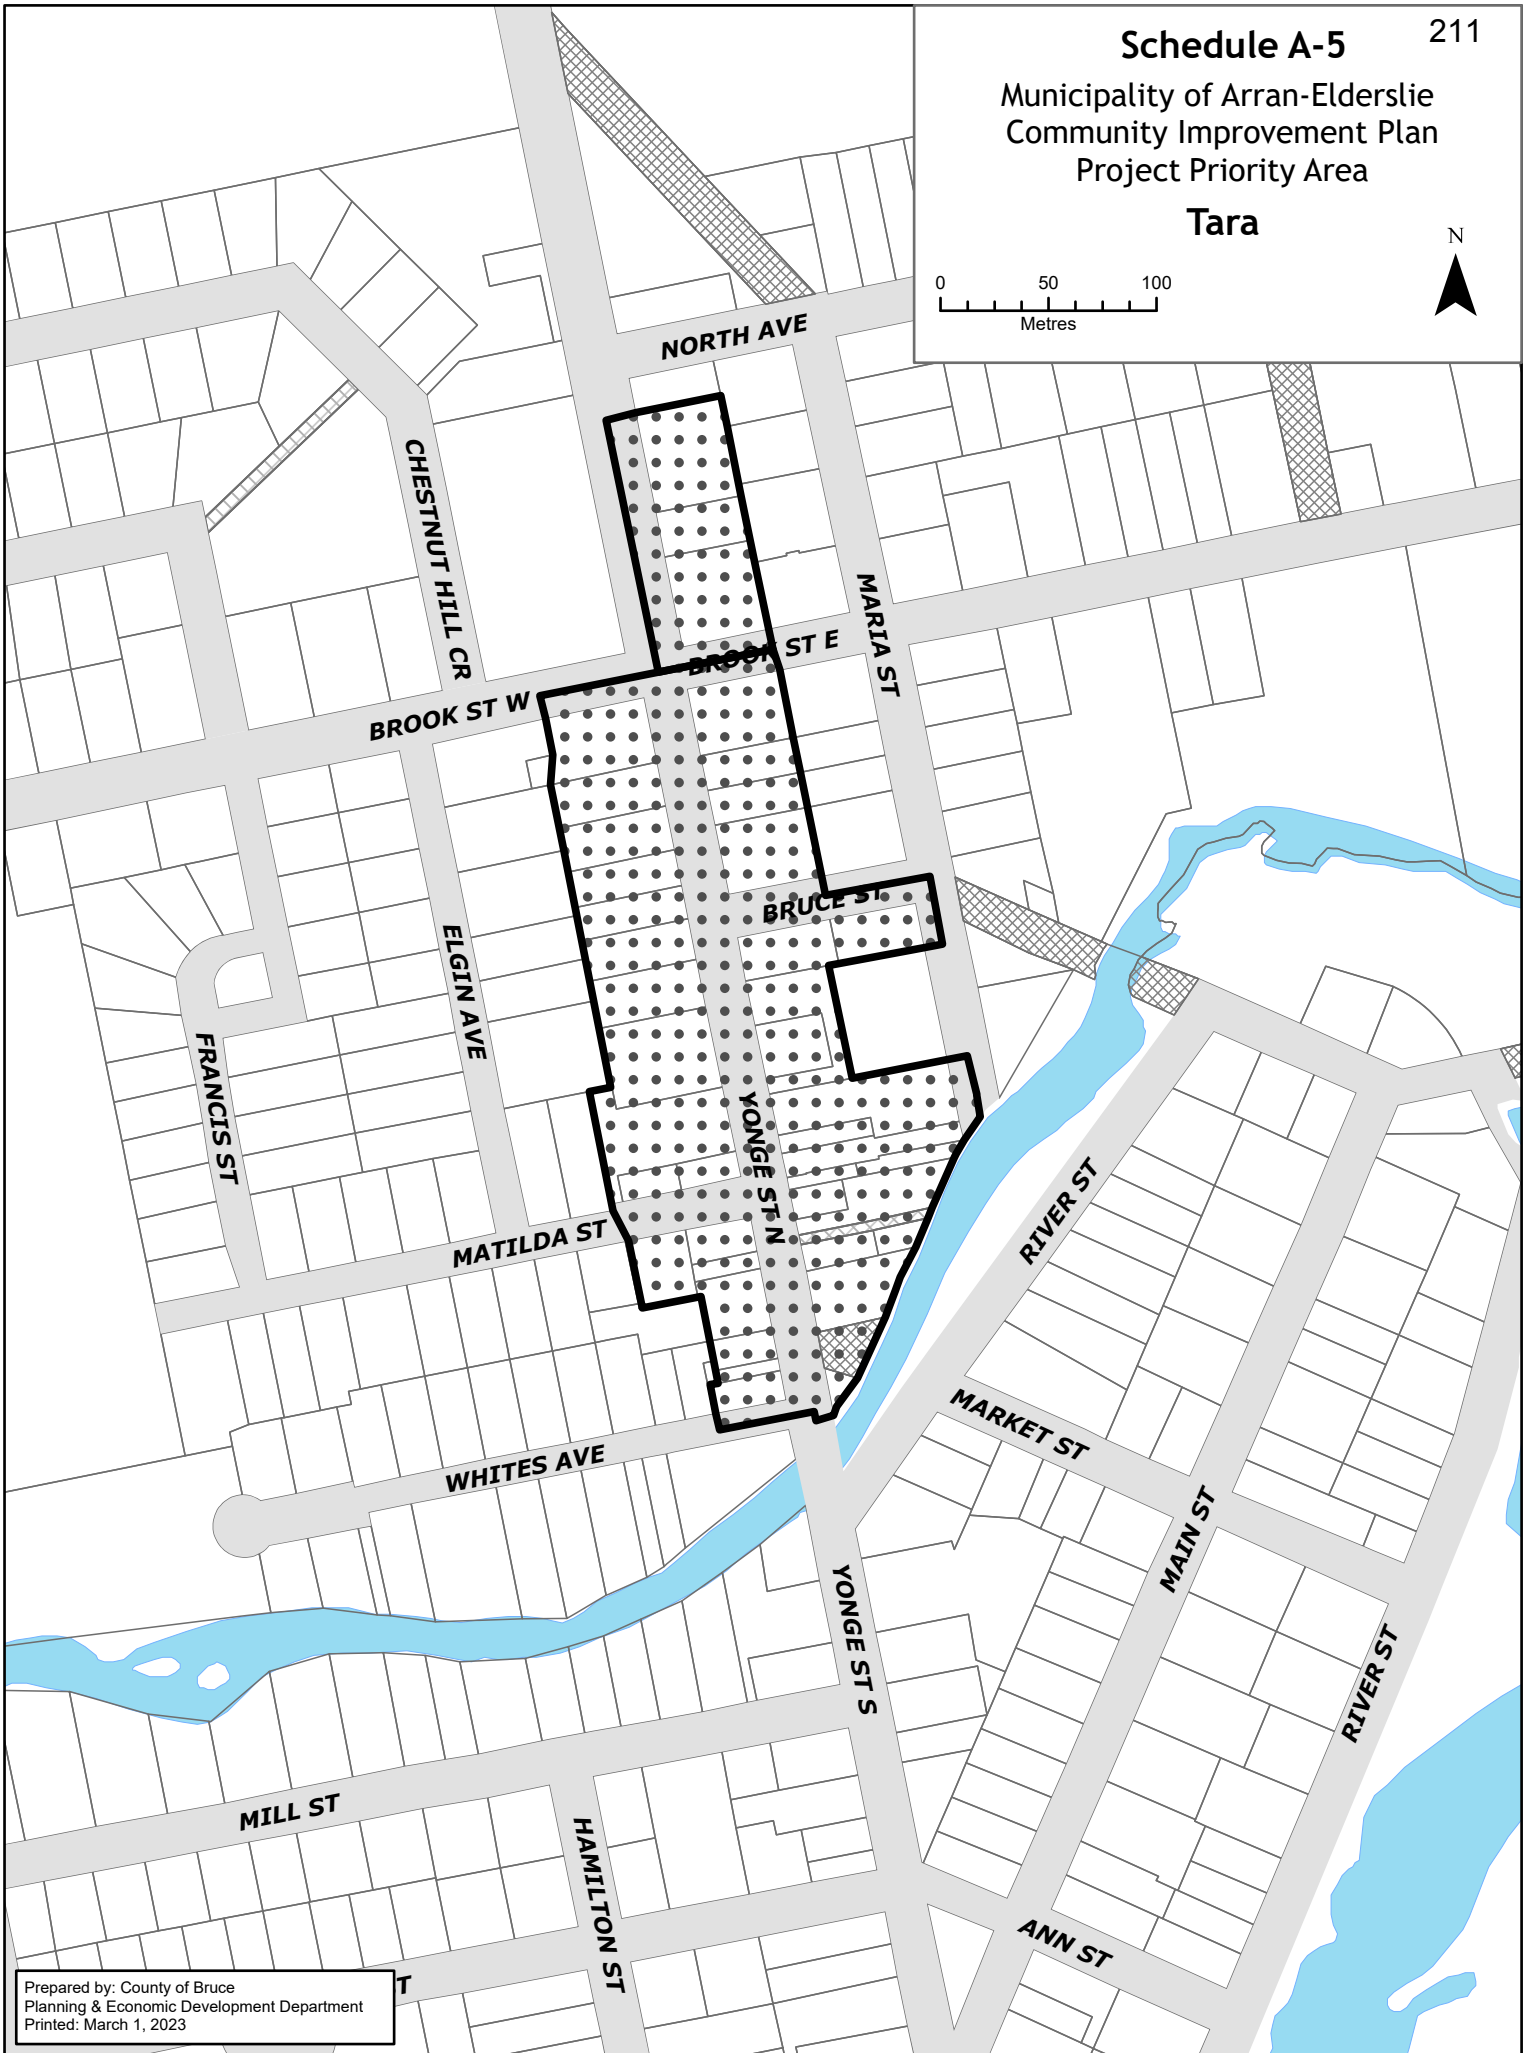 211
Schedule A-5
Municipality of Arran-Elderslie
Community Improvement Plan
Project Priority Area
Tara
N
0 50 100
Metres
NORTH AVE
CHESTNUT HILL CR
MARIA ST
BROOK ST E
BROOK ST W
BRUCE ST
ELGIN AVE
FRANCIS ST
YONGE ST N
MATILDA ST
RIVER ST
MARKET ST
WHITES AVE
MAIN ST
YONGE ST S
RIVER ST
MILL ST
HAMILTON ST
ANN ST
T
Prepared by: County of Bruce
Planning & Economic Development Department
Printed: March 1, 2023